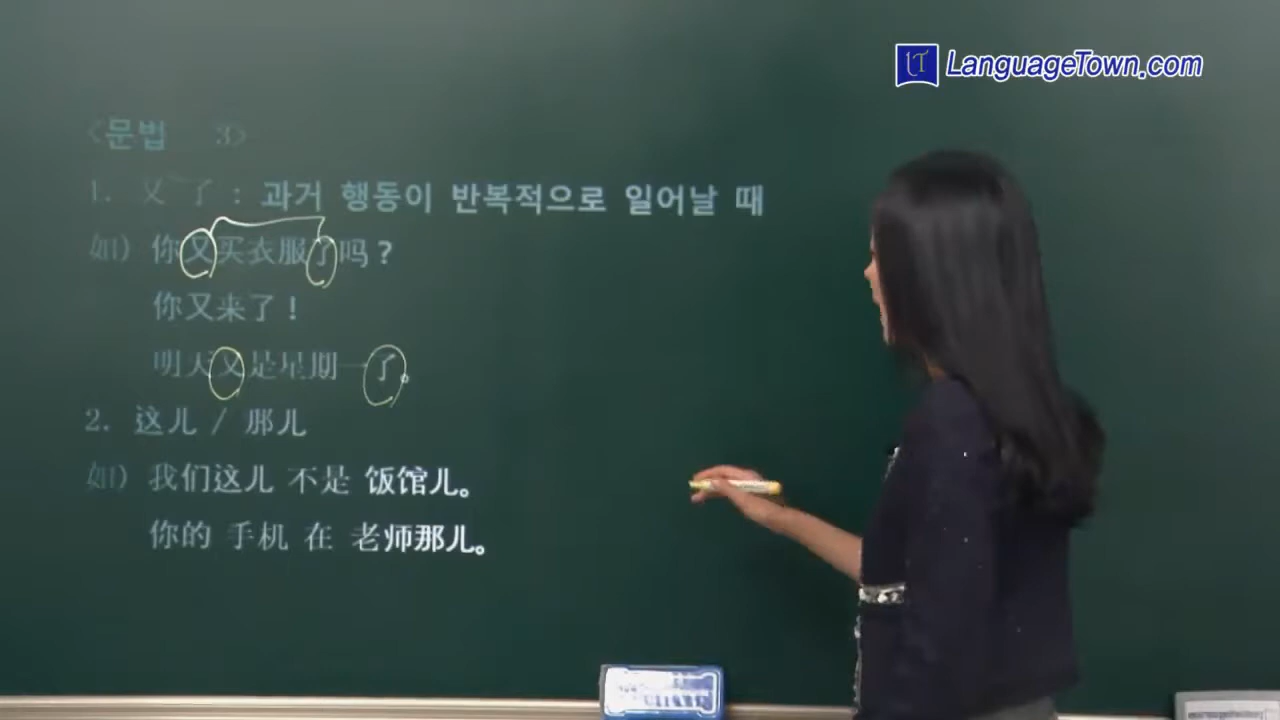 LanguageTown.com
<문법 3>
1. 又 了 : 과거 행동이 반복적으로 일어날 때
如) 你又买衣服了吗?
你又来了!
明天又是星期一了。
2. 这儿 / 那儿
如) 我们这儿 不是 饭馆儿。
你的 手机 在 老师那儿。